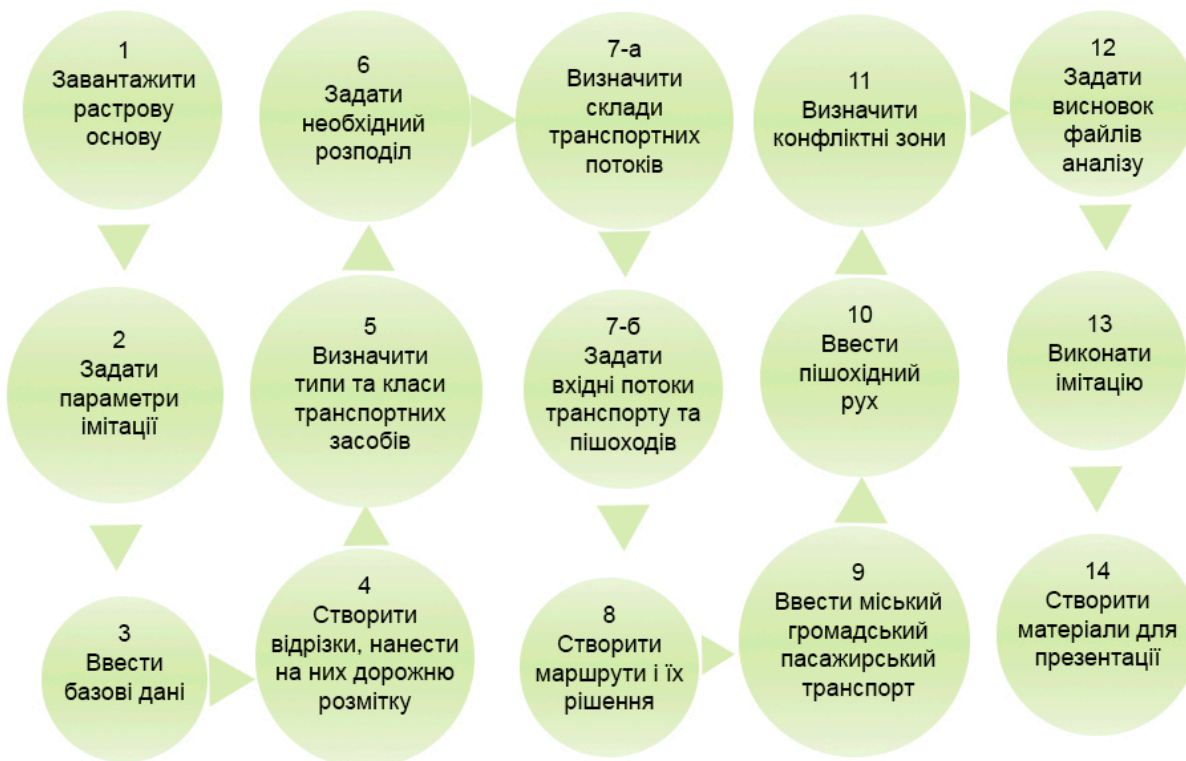 1
Завантажити
растрову
основу
2
Задати
параметри
імітації
3
Ввести
базові дані
4
Створити
відрізки, нанести
на них дорожню
розмітку
5
Визначити
типи та класи
транспортних
засобів
6
Задати
необхідний
розподіл
7-а
Визначити
склади
транспортних
потоків
7-б
Задати
вхідні потоки
транспорту та
пішоходів
8
Створити
маршрути і їх
рішення
9
Ввести міський
громадський
пасажирський
транспорт
10
Ввести
пішохідний
рух
11
Визначити
конфліктні зони
12
Задати
висновок
файлів
аналізу
13
Виконати
імітацію
14
Створити
матеріали для
презентації